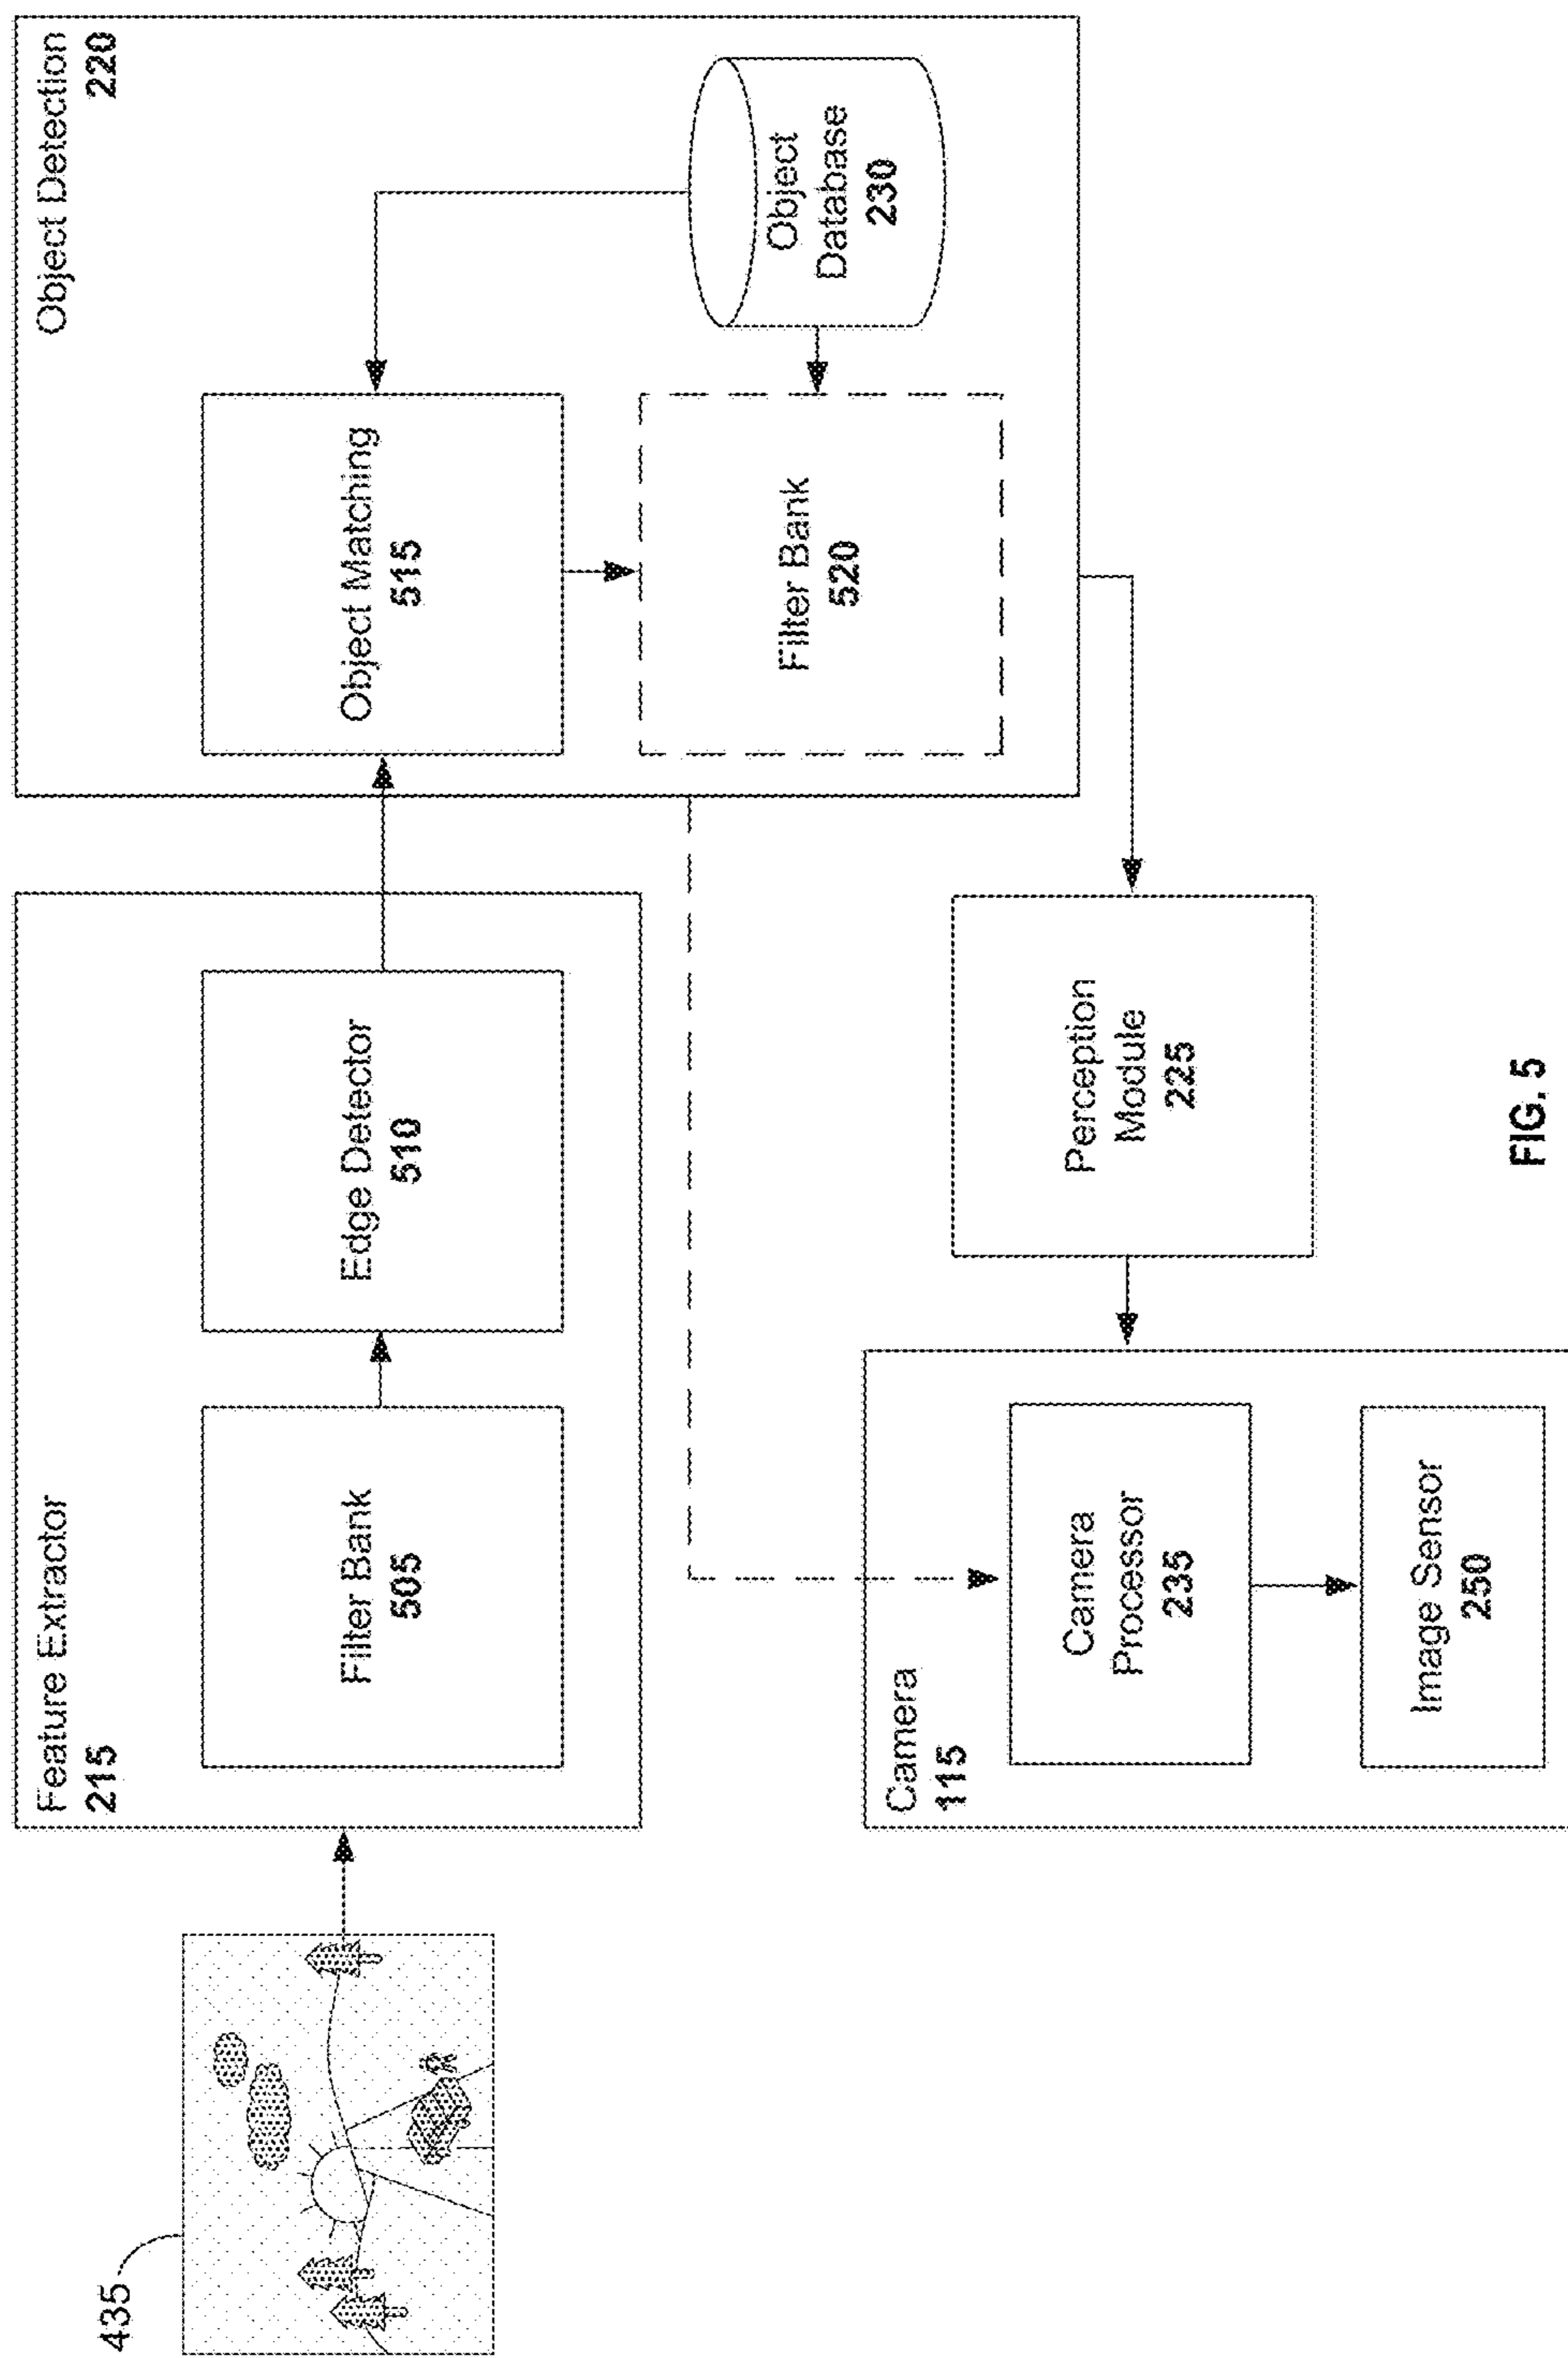 435
Feature Extractor
215
Filter Bank
505
Edge Detector
510
Object Detection
220
Object Matching
515
Filter Bank
520
Object
Database
230
Camera
115
Camera
Processor
235
Image Sensor
250
Perception
Module
225
FIG. 5